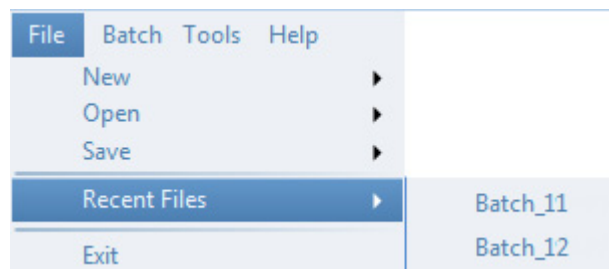 File Batch Tools Help
New
Open
Save
Recent Files
Batch_11
Exit
Batch_12